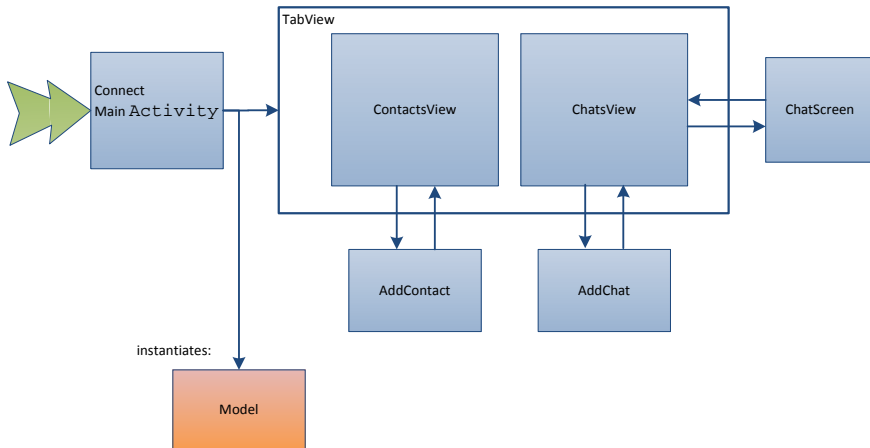 TabView
Connect
Main Activity
ContactsView
ChatsView
ChatScreen
AddContact
AddChat
instantiates:
Model